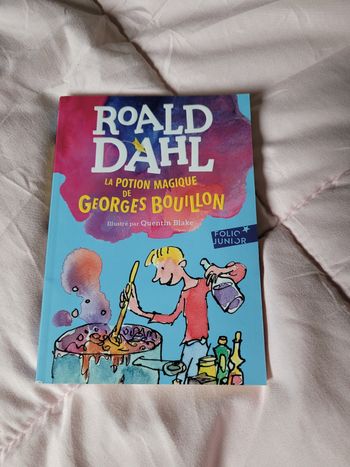 ROALD
DAHL
LA POTION MAGIQUE
DE
GEORGES BOUILLON
Illustré par Quentin Blake
FOLIO
JUNIOR